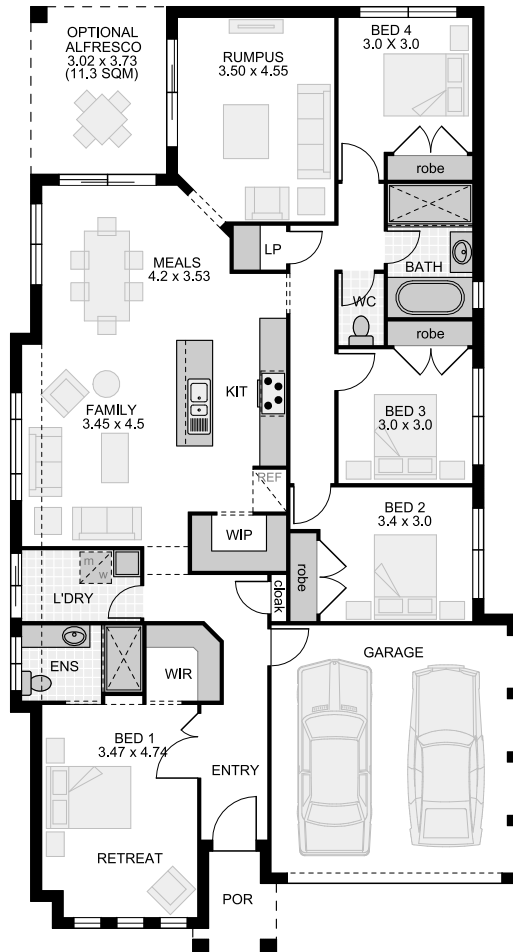 OPTIONAL
ALFRESCO
3.02 x 3.73
(11.3 SQM)
RUMPUS
3.50 x 4.55
BED 4
3.0 X 3.0
robe
LP
BATH
MEALS
4.2 x 3.53
WC
robe
KIT
FAMILY
3.45 x 4.5
BED 3
3.0 x 3.0
REF
BED 2
3.4 x 3.0
WIP
m
w
L'DRY
robe
cloak
GARAGE
ENS
WIR
BED 1
3.47 x 4.74
ENTRY
RETREAT
POR